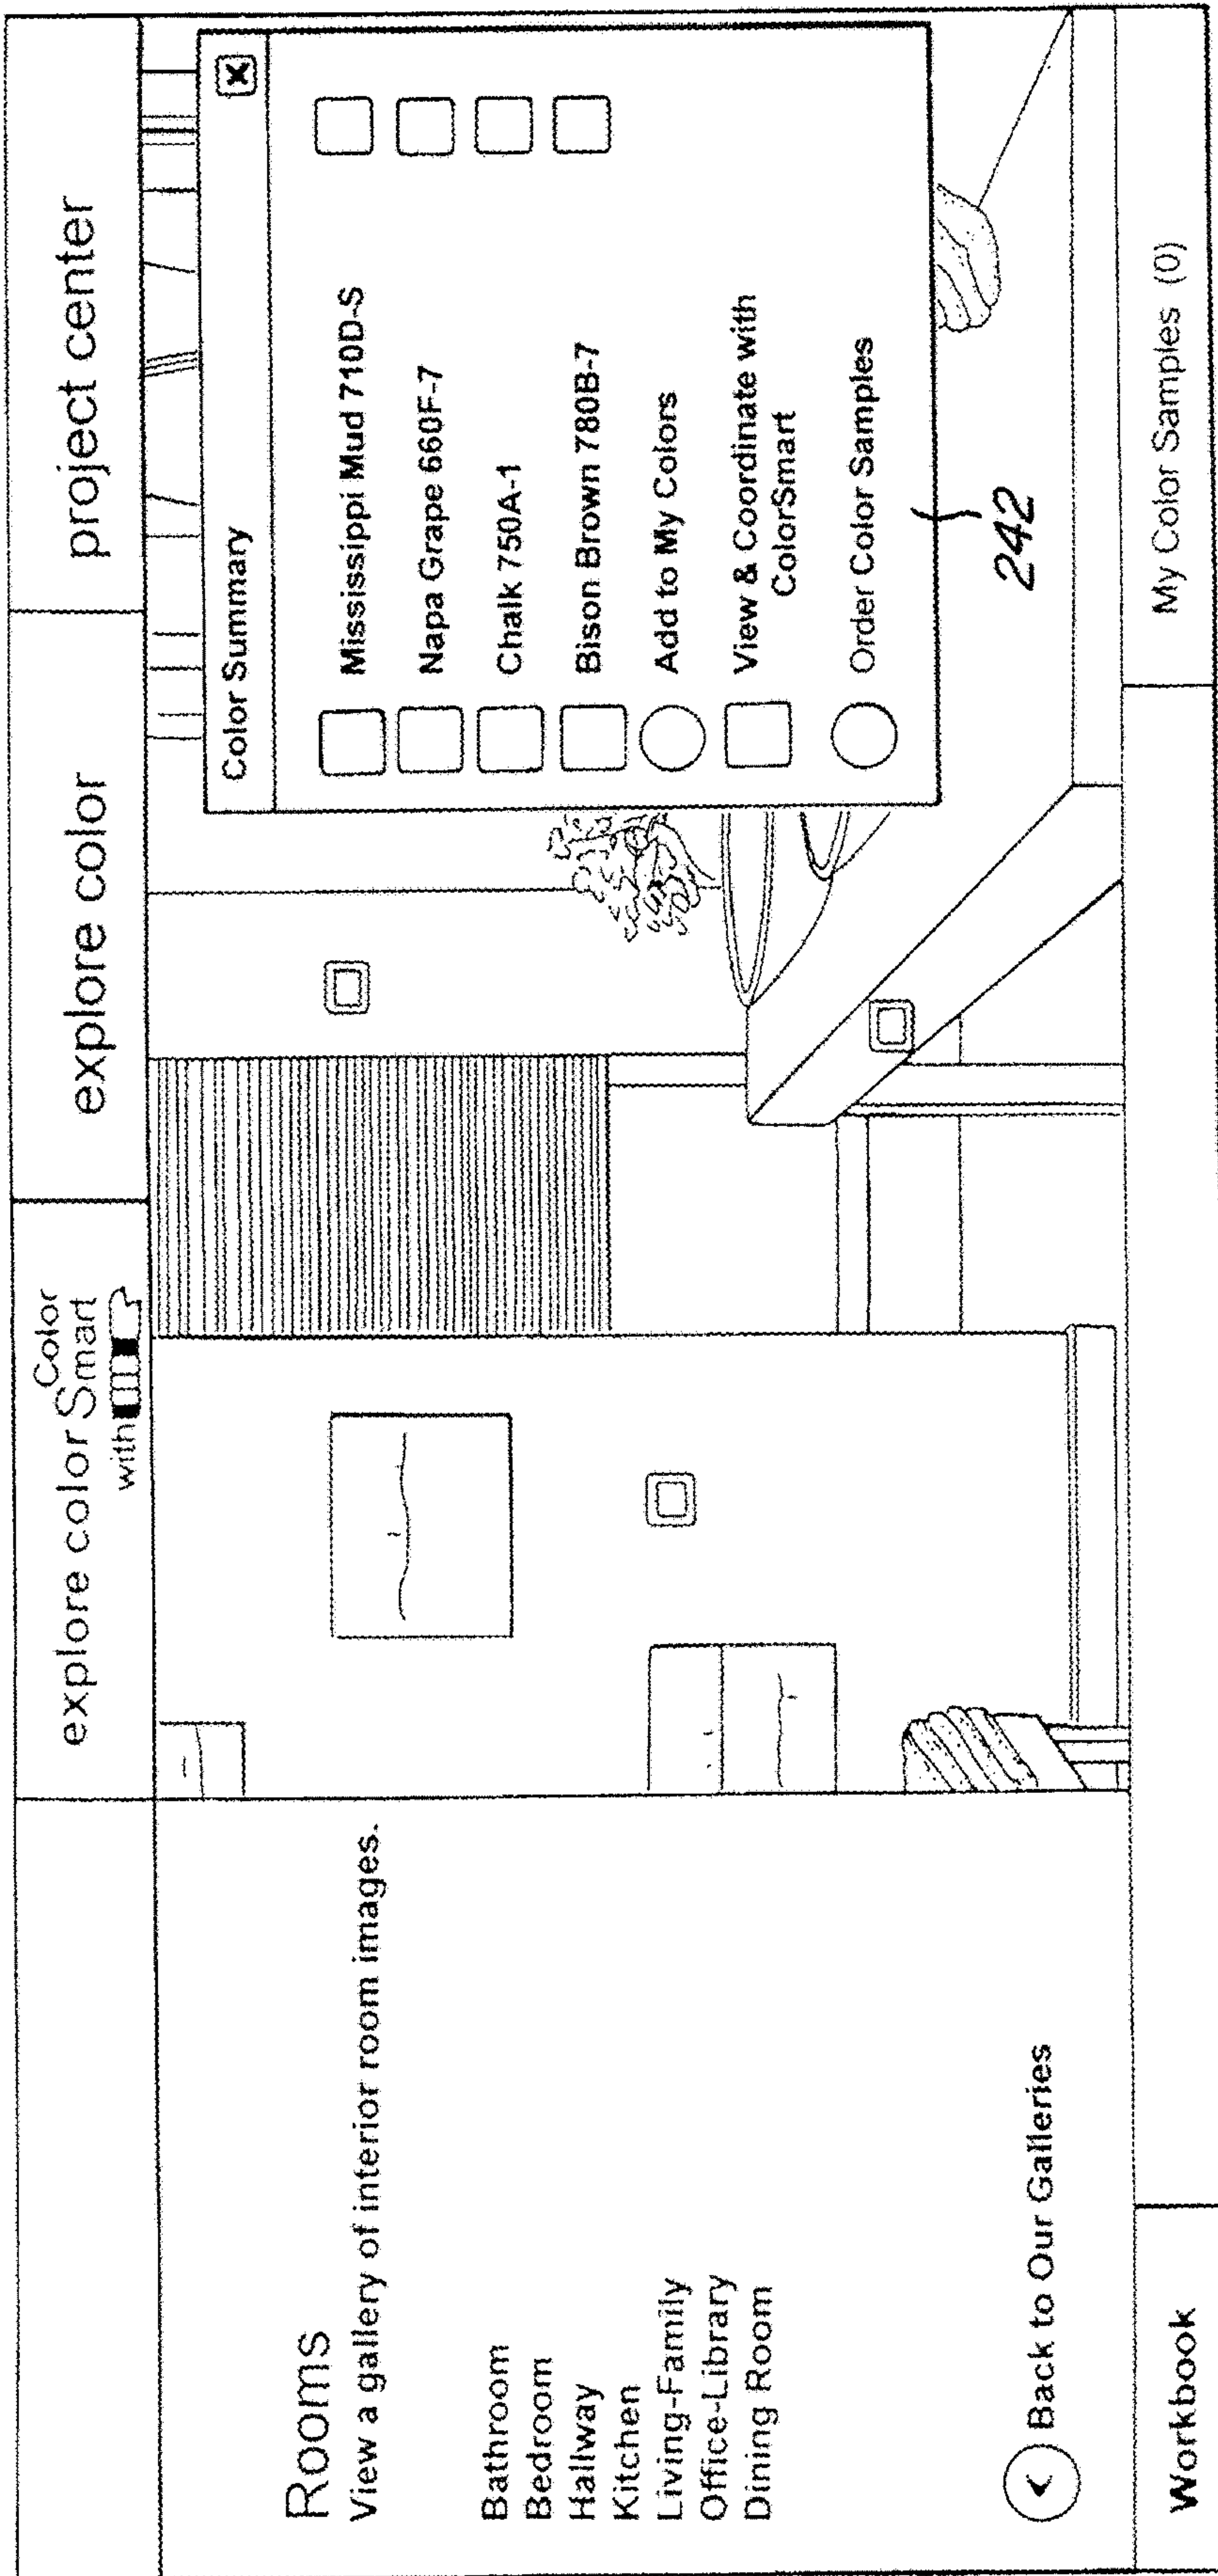 explore color
Color
Smart
with
explore color
project center
Rooms
View a gallery of interior room images.
Bathroom
Bedroom
Hallway
Kitchen
Living-Family
Office-Library
Dining Room
Back to Our Galleries
Color Summary
X
Mississippi Mud 710D-S
Napa Grape 660F-7
Chalk 750A-1
Bison Brown 780B-7
Add to My Colors
View & Coordinate with
ColorSmart
Order Color Samples
242
Workbook
My Color Samples (0)